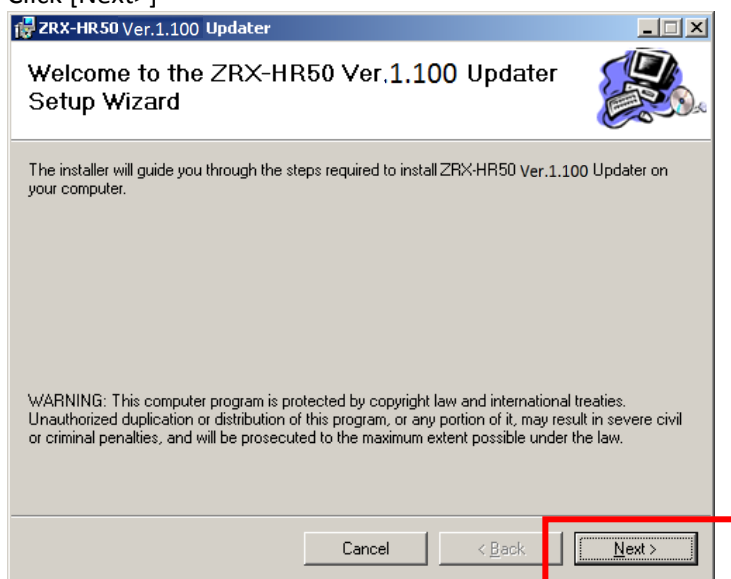 Click [Next>]
ZRX-HR50 Ver.1.100 Updater
Welcome to the ZRX-HR50 Ver.1.100 Updater
Setup Wizard
The installer will guide you through the steps required to install ZRX-HR50 Ver.1.100 Updater on
your computer.
WARNING: This computer program is protected by copyright law and international treaties.
Unauthorized duplication or distribution of this program, or any portion of it, may result in severe civil
or criminal penalties, and will be prosecuted to the maximum extent possible under the law.
Cancel < Back Next >